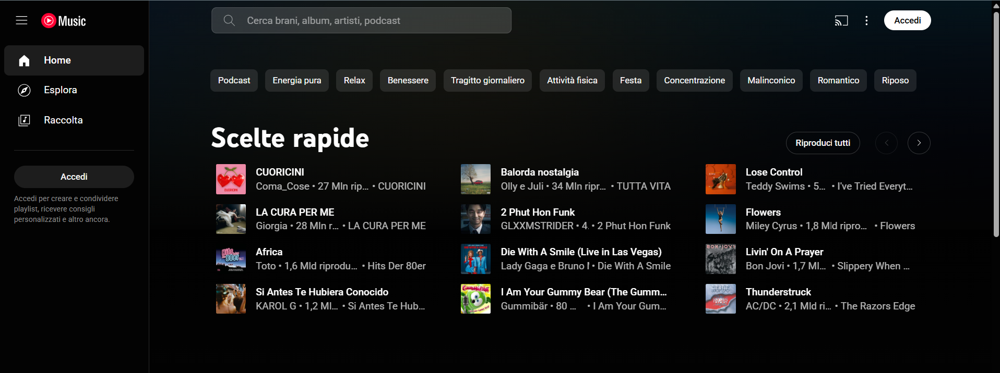 Music
Cerca brani, album, artisti, podcast
Accedi
Home
Esplora
Raccolta
Accedi
Accedi per creare e condividere
playlist, ricevere consigli
personalizzati e altro ancora.
Podcast
Energia pura
Relax
Benessere
Tragitto giornaliero
Attività fisica
Festa
Concentrazione
Malinconico
Romantico
Riposo
Scelte rapide
Riproduci tutti
CUORICINI
Coma_Cose • 27 Mln rip... • CUORICINI
LA CURA PER ME
Giorgia • 28 Mln r... • LA CURA PER ME
Africa
Toto • 1,6 Mld riprodu... • Hits Der 80er
Si Antes Te Hubiera Conocido
KAROL G • 1,2 Ml... • Si Antes Te Hub...
Balorda nostalgia
Olly e Juli • 34 Mln ripr... • TUTTA VITA
2 Phut Hon Funk
GLXXMSTRIDER • 4. • 2 Phut Hon Funk
Die With A Smile (Live in Las Vegas)
Lady Gaga e Bruno • Die With A Smile
I Am Your Gummy Bear (The Gumm...
Gummibär • 80 ... • I Am Your Gum...
Lose Control
Teddy Swims • 5... • I've Tried Everyt...
Flowers
Miley Cyrus • 1,8 Mld ripro... • Flowers
Livin' On A Prayer
Bon Jovi • 1,7 Ml... • Slippery When ...
Thunderstruck
AC/DC • 2,1 Mld ri... • The Razors Edge